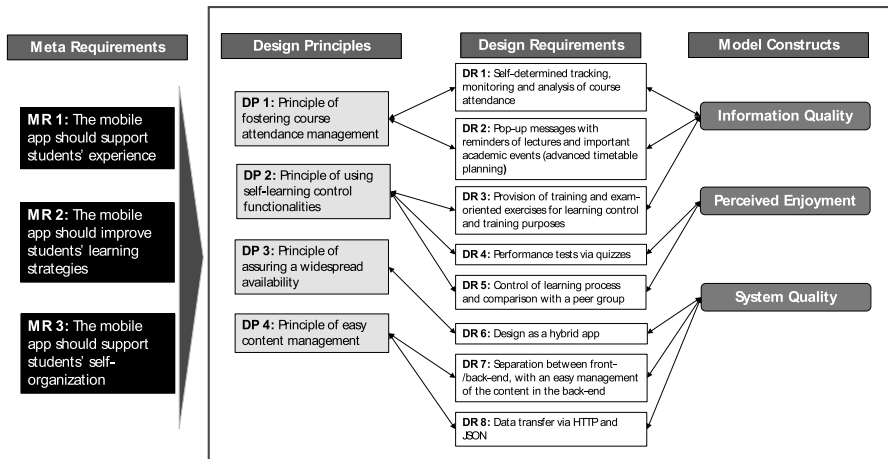 Meta Requirements
MR 1: The mobile
app should support
students' experience
MR 2: The mobile
app should improve
students' learning
strategies
MR 3: The mobile
app should support
students' self-
organization
Design Principles
DP 1: Principle of
fostering course
attendance management
DP 2: Principle of using
self-learning control
functionalities
DP 3: Principle of
assuring a widespread
availability
DP 4: Principle of easy
content management
Design Requirements
DR 1: Self-determined tracking,
monitoring and analysis of course
attendance
DR 2: Pop-up messages with
reminders of lectures and important
academic events (advanced timetable
planning)
DR 3: Provision of training and exam-
oriented exercises for learning control
and training purposes
DR 4: Performance tests via quizzes
DR 5: Control of learning process
and comparison with a peer group
DR 6: Design as a hybrid app
DR 7: Separation between front-
/back-end, with an easy management
of the content in the back-end
DR 8: Data transfer via HTTP and
JSON
Model Constructs
Information Quality
Perceived Enjoyment
System Quality